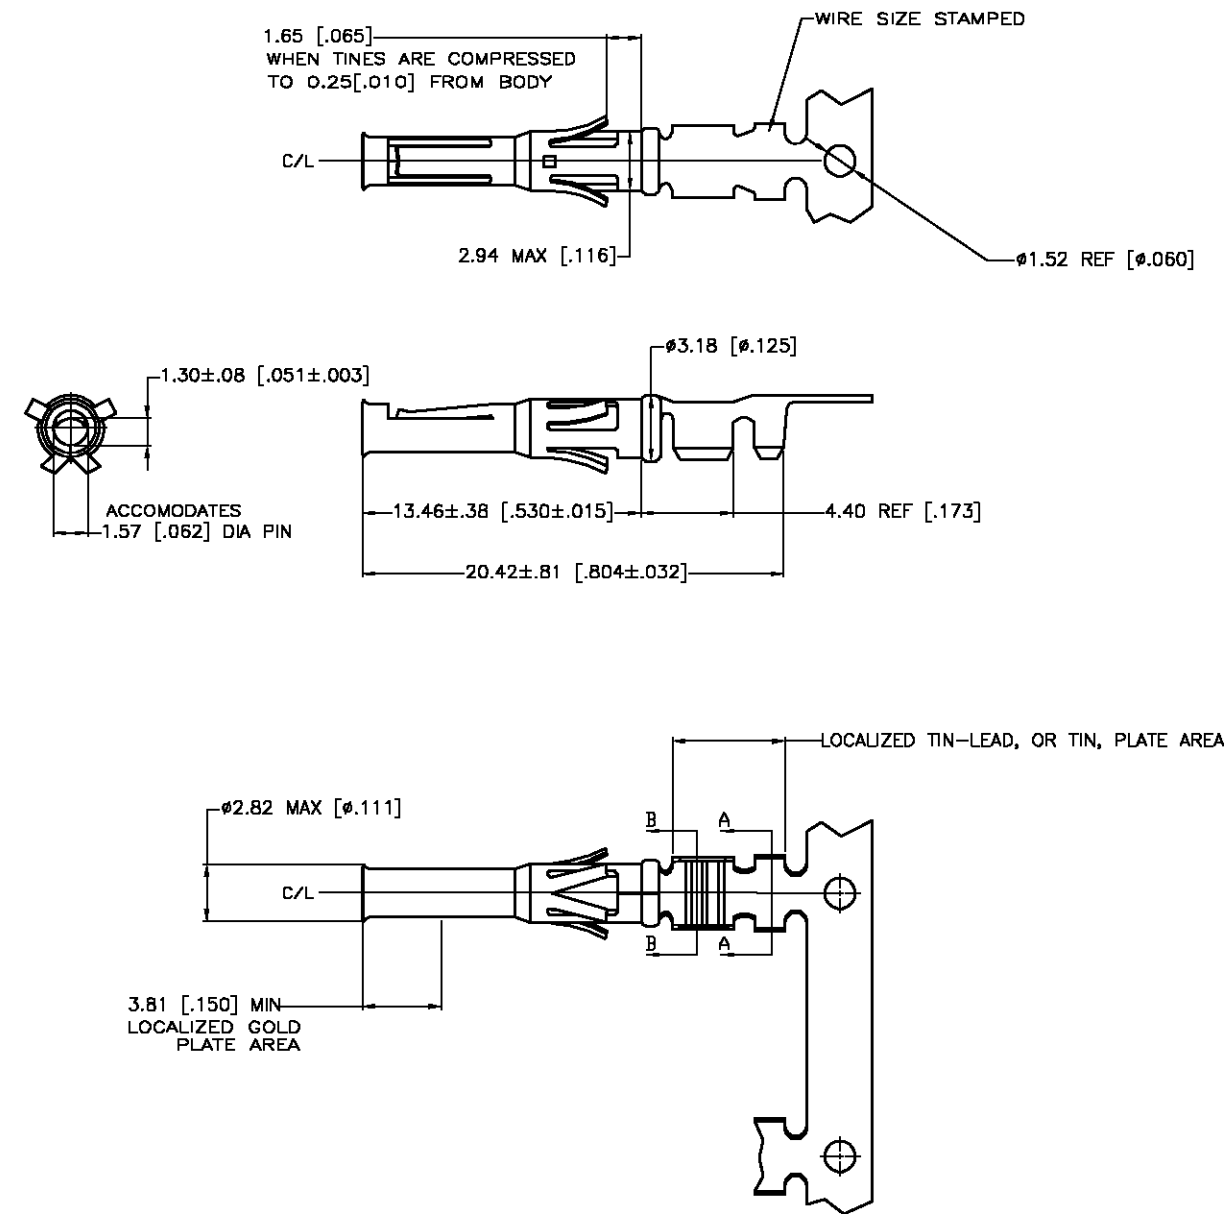 WIRE SIZE STAMPED
1.65 [.065]
WHEN TINES ARE COMPRESSED
TO 0.25[.010] FROM BODY
C/L
2.94 MAX [.116]
ø1.52 REF [ø.060]
ø3.18 [ø.125]
1.30±.08 [.051±.003]
ACCOMODATES
1.57 [.062] DIA PIN
13.46±.38 [.530±.015]
4.40 REF [.173]
20.42±.81 [.804±.032]
LOCALIZED TIN-LEAD, OR TIN, PLATE AREA
ø2.82 MAX [ø.111]
B
A
C/L
B
A
3.81 [.150] MIN
LOCALIZED GOLD
PLATE AREA